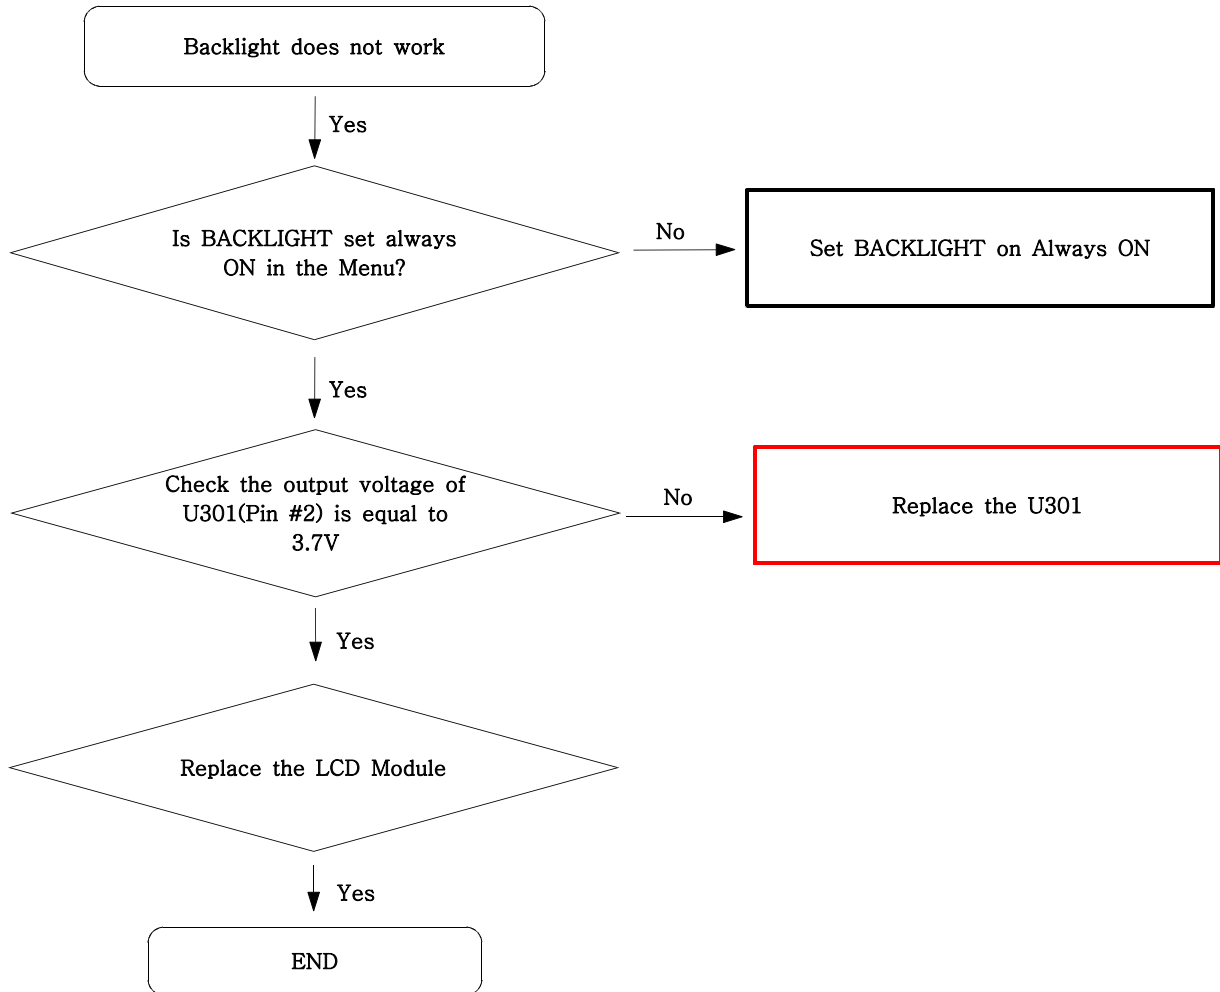 Backlight does not work
Yes
Is BACKLIGHT set always
ON in the Menu?
No
Set BACKLIGHT on Always ON
Yes
Check the output voltage of
U301(Pin #2) is equal to
3.7V
No
Replace the U301
Yes
Replace the LCD Module
Yes
END